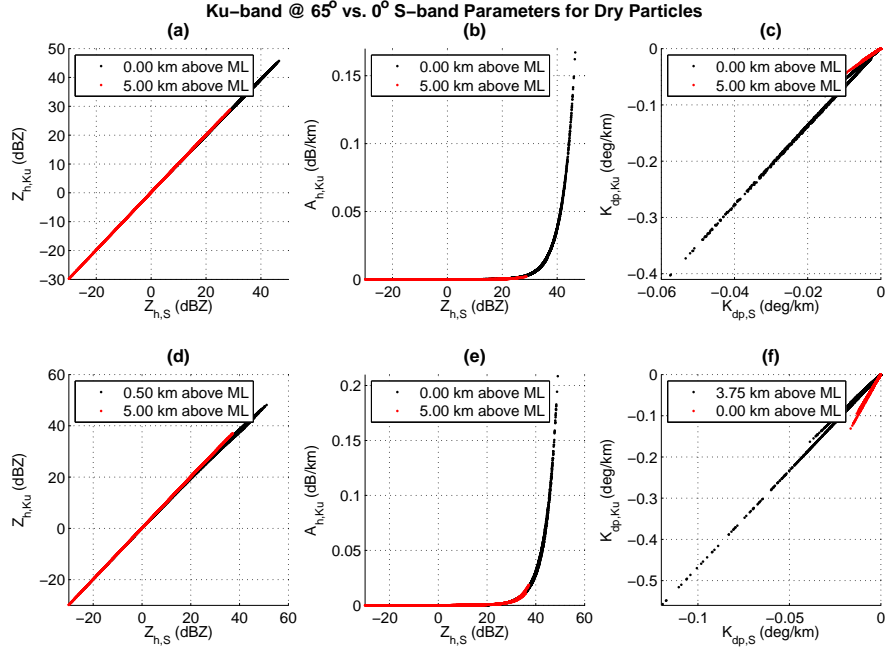 Ku−band @ 65° vs. 0° S−band Parameters for Dry Particles
(a)
50
40
30
20
10
0
−10
−20
−30
−20
0
20
40
Z_h,S (dBZ)
Z_h,Ku (dBZ)
0.00 km above ML
5.00 km above ML
(b)
0.15
0.1
0.05
0
−20
0
20
40
Z_h,S (dBZ)
A_h,Ku (dB/km)
0.00 km above ML
5.00 km above ML
(c)
0
−0.1
−0.2
−0.3
−0.4
−0.06
−0.04
−0.02
0
K_dp,S (deg/km)
K_dp,Ku (deg/km)
0.00 km above ML
5.00 km above ML
(d)
60
40
20
0
−20
−20
0
20
40
60
Z_h,S (dBZ)
Z_h,Ku (dBZ)
0.50 km above ML
5.00 km above ML
(e)
0.2
0.15
0.1
0.05
0
−20
0
20
40
60
Z_h,S (dBZ)
A_h,Ku (dB/km)
0.00 km above ML
5.00 km above ML
(f)
0
−0.1
−0.2
−0.3
−0.4
−0.5
−0.1
−0.05
0
K_dp,S (deg/km)
K_dp,Ku (deg/km)
3.75 km above ML
0.00 km above ML